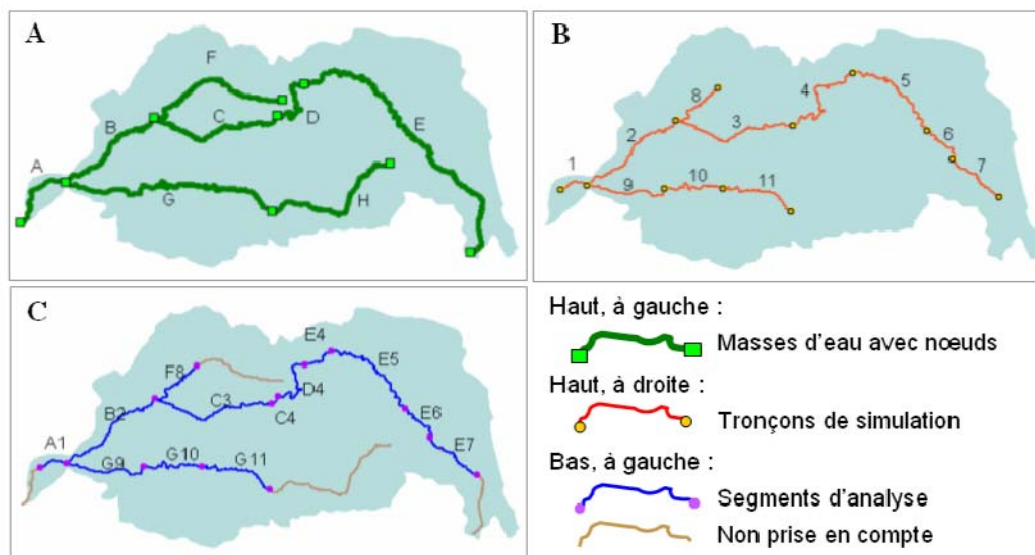 A
F
B
C
D
A
E
G
H
B
8
4
5
2
3
6
1
7
9
10
11
C
E4
E5
F8
D4
C3
B2
C4
E6
A1
E7
G9
G10
G11
Haut, à gauche :
Masses d'eau avec nœuds
Haut, à droite :
Tronçons de simulation
Bas, à gauche :
Segments d'analyse
Non prise en compte